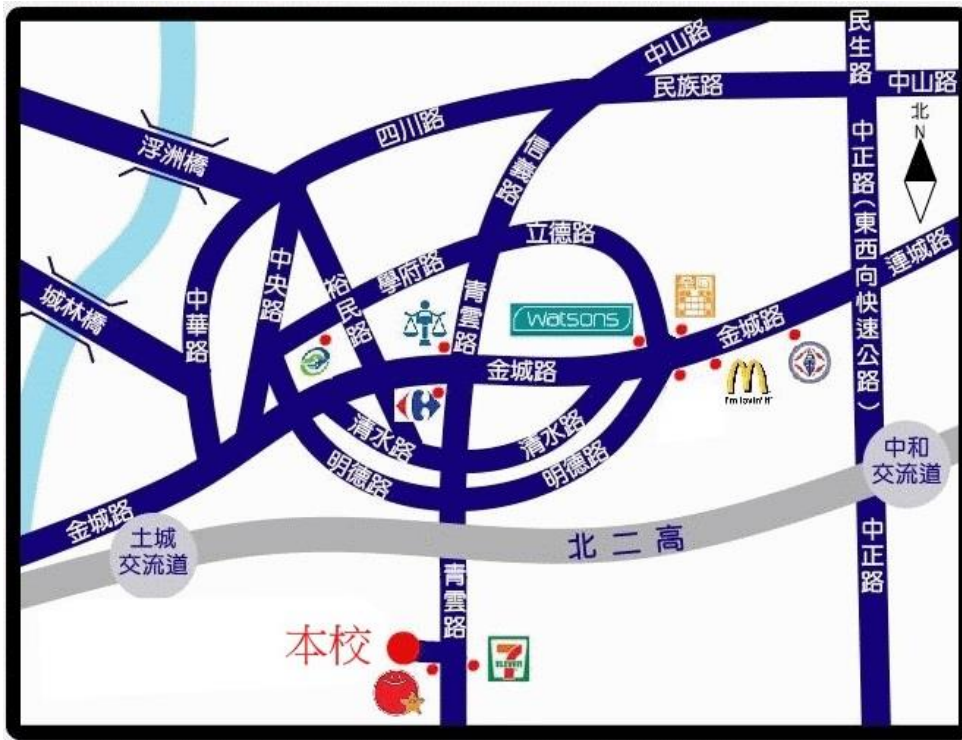 民生路
中山路
民族路
中山路
四川路
北
N
浮洲橋
信義路
中正路(東西向快速公路)
立德路
連城路
中央路
學府路
裕民路
青雲路
全國
城林橋
中華路
watsons
金城路
金城路
i'm lovin' it
清水路
清水路
明德路
明德路
中和
交流道
金城路
土城
交流道
北二高
中正路
青雲路
本校
7
ELEVEn